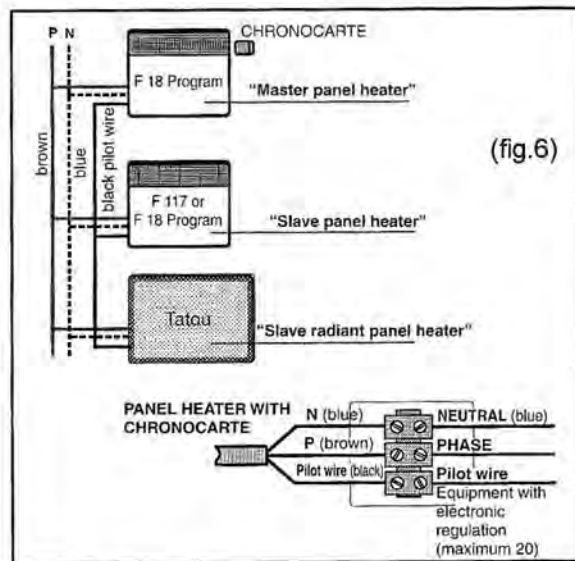 P N
CHRONOCARTE
F 18 Program
"Master panel heater"
(fig.6)
brown
blue
black pilot wire
F 117 or
F 18 Program
"Slave panel heater"
Tatou
"Slave radiant panel heater"
PANEL HEATER WITH
CHRONOCARTE
N (blue)
NEUTRAL (blue)
P (brown)
PHASE
Pilot wire (black)
Pilot wire
Equipment with
electronic
regulation
(maximum 20)